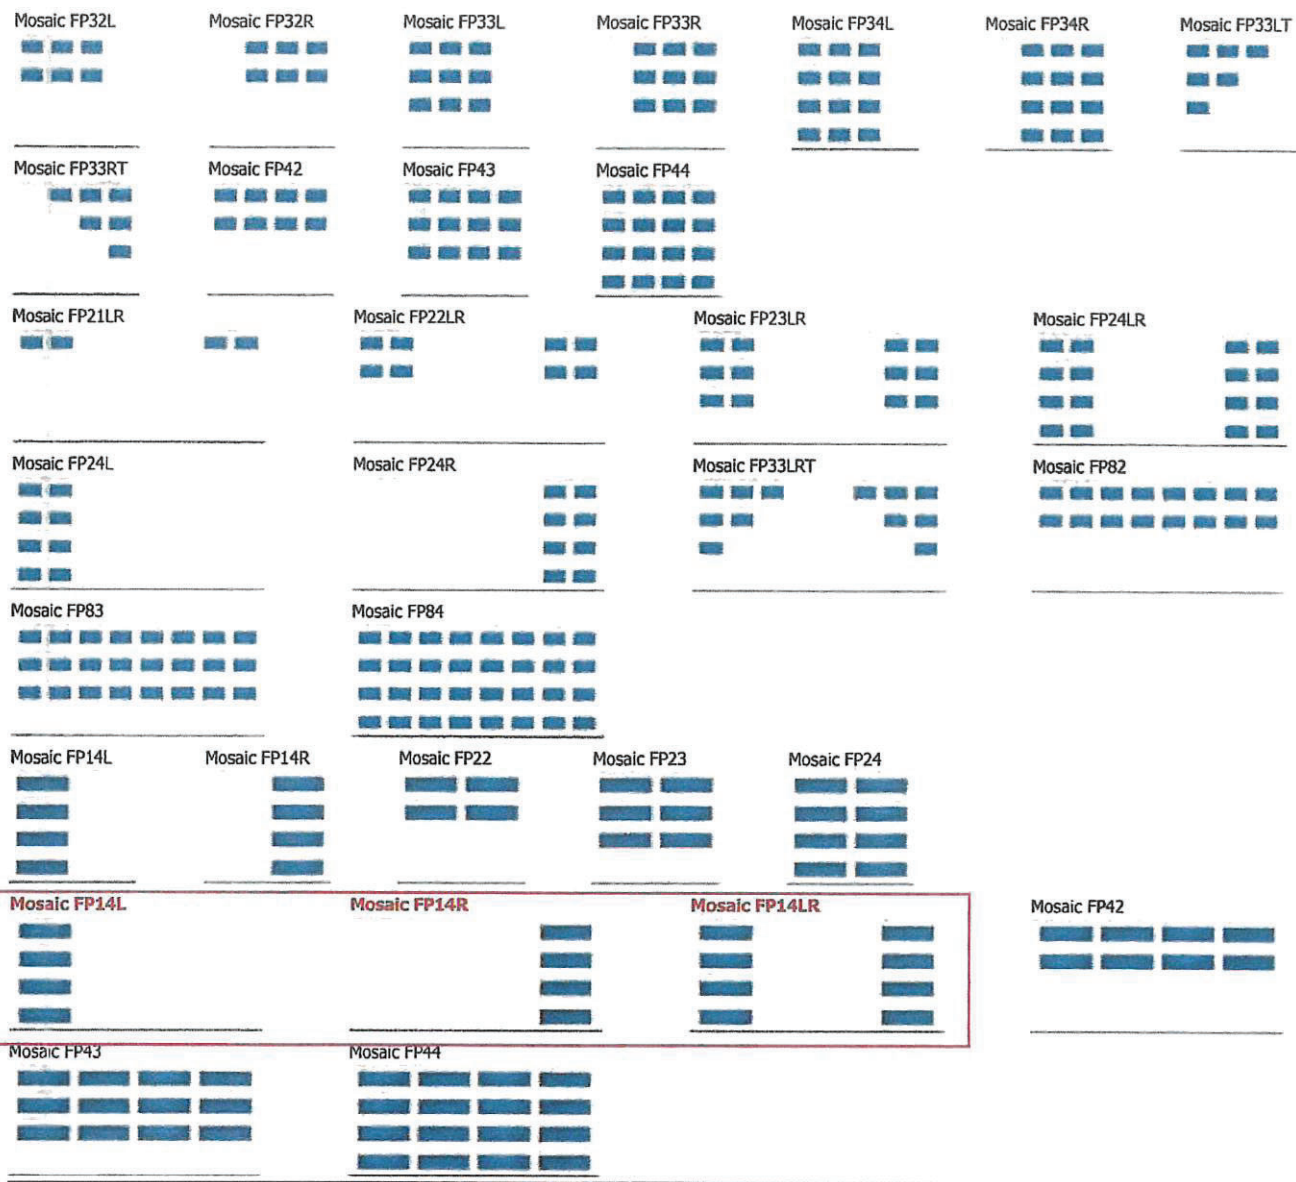 Mosaic FP32L Mosaic FP32R Mosaic FP33L Mosaic FP33R Mosaic FP34L Mosaic FP34R Mosaic FP33LT
Mosaic FP33RT Mosaic FP42 Mosaic FP43 Mosaic FP44
Mosaic FP21LR Mosaic FP22LR Mosaic FP23LR Mosaic FP24LR
Mosaic FP24L Mosaic FP24R Mosaic FP33LRT Mosaic FP82
Mosaic FP83 Mosaic FP84
Mosaic FP14L Mosaic FP14R Mosaic FP22 Mosaic FP23 Mosaic FP24
Mosaic FP14L Mosaic FP14R Mosaic FP14LR Mosaic FP42
Mosaic FP43 Mosaic FP44